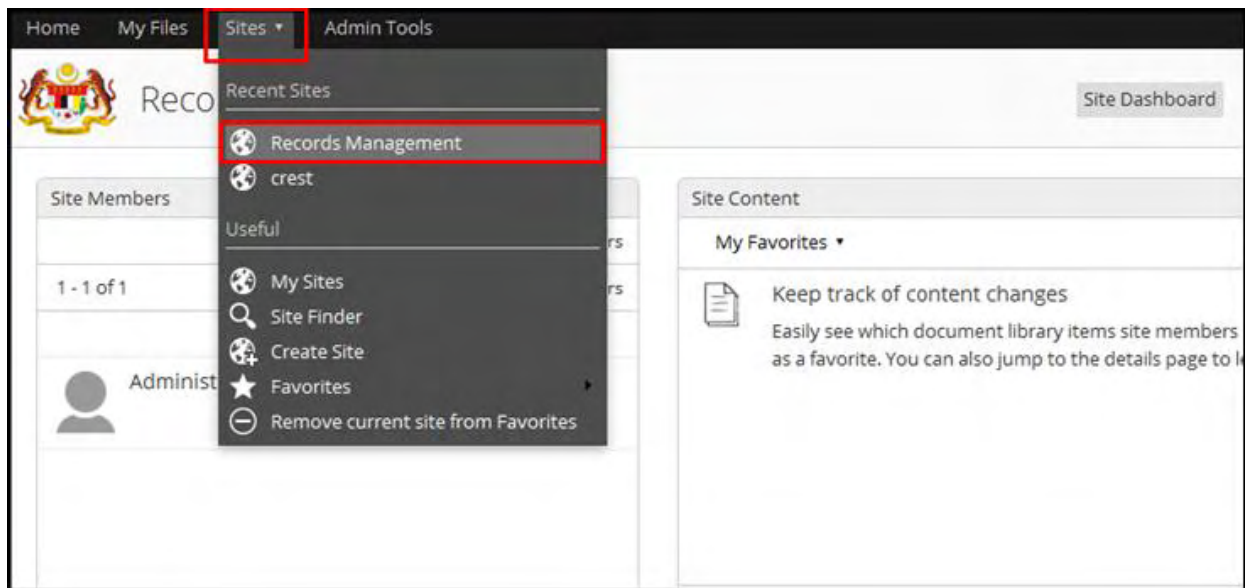 Home My Files Sites Admin Tools
Reco
Site Dashboard
Recent Sites
Records Management
crest
Useful
My Sites
Site Finder
Create Site
Favorites
Remove current site from Favorites
Site Members
rs
1 - 1 of 1
rs
Administ
Site Content
My Favorites
Keep track of content changes
Easily see which document library items site members
as a favorite. You can also jump to the details page to l